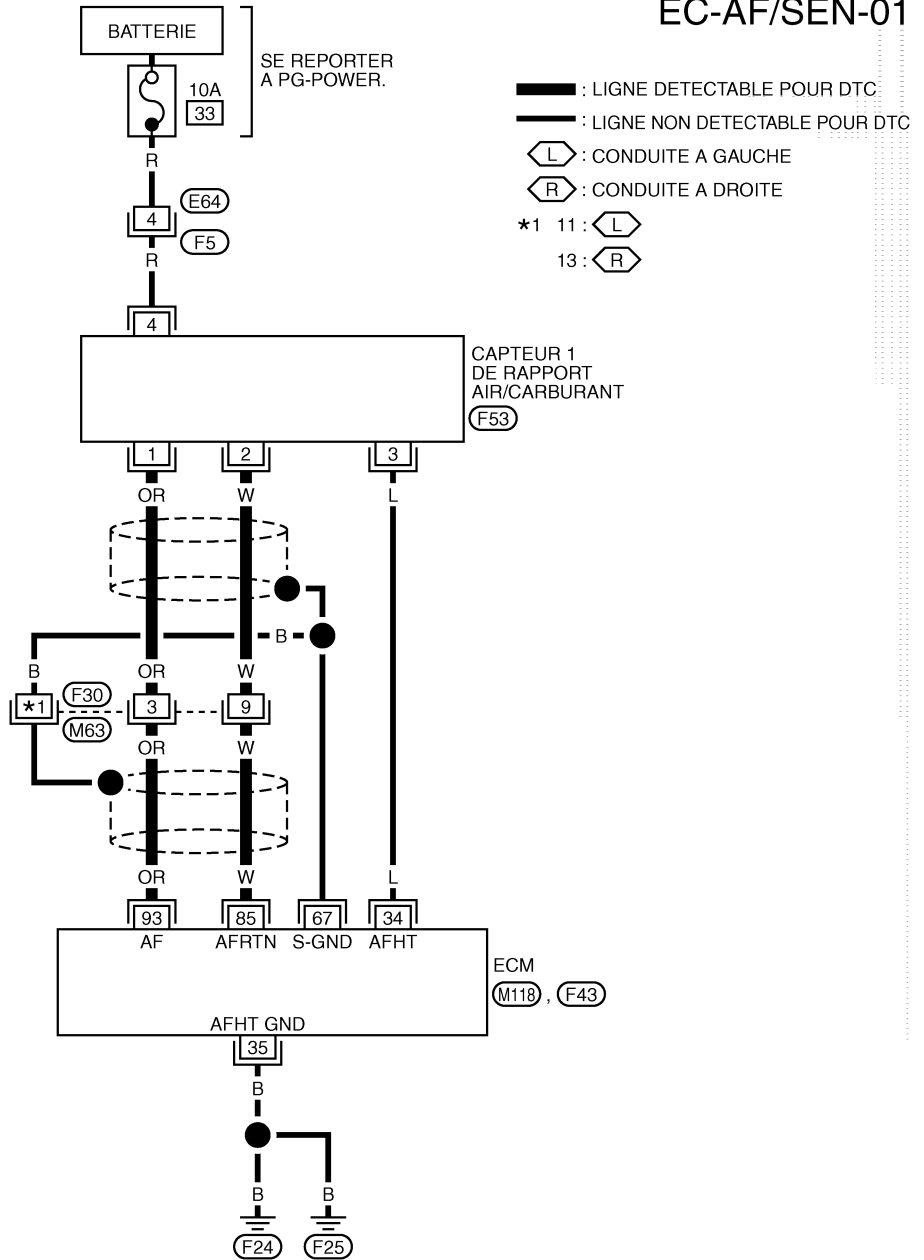 EC-AF/SEN-01
BATTERIE
SE REPORTER
A PG-POWER.
10A
33
R
4
E64
F5
R
4
: LIGNE DETECTABLE POUR DTC
: LIGNE NON DETECTABLE POUR DTC
L : CONDUITE A GAUCHE
R : CONDUITE A DROITE
*1 11 : L
13 : R
CAPTEUR 1
DE RAPPORT
AIR/CARBURANT
F53
1 2 3
OR W L
B
B OR W
*1 F30 3 9
M63
OR W
OR W L
93 85 67 34
AF AFRTN S-GND AFHT
ECM
M118 , F43
AFHT GND
35
B
B B
F24 F25